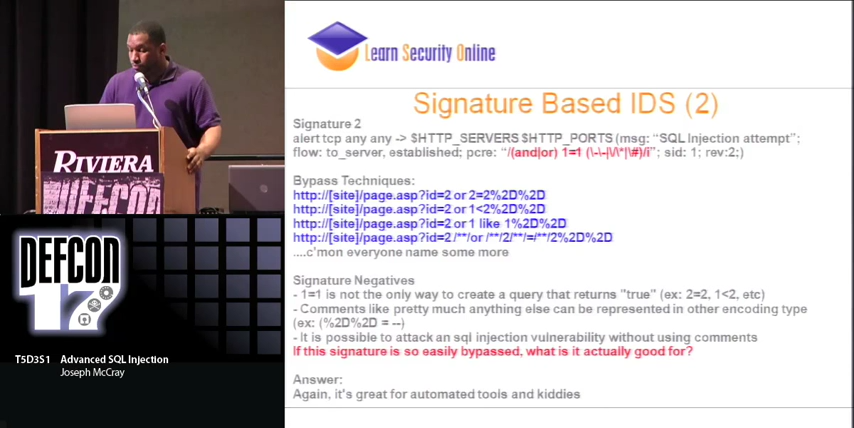 Learn Security Online
Signature Based IDS (2)
Signature 2
alert tcp any any -> $HTTP_SERVERS $HTTP_PORTS (msg: “SQL Injection attempt”;
flow: to_server, established; pcre: “/(and|or) 1=1 (\-\-|\/\*|\#)/i”; sid: 1; rev:2;)
Bypass Techniques:
http://[site]/page.asp?id=2 or 2=2%2D%2D
http://[site]/page.asp?id=2 or 1<2%2D%2D
http://[site]/page.asp?id=2 or 1 like 1%2D%2D
http://[site]/page.asp?id=2 /**/or /**/2/**/=/**/2%2D%2D
....c'mon everyone name some more
Signature Negatives
- 1=1 is not the only way to create a query that returns "true" (ex: 2=2, 1<2, etc)
- Comments like pretty much anything else can be represented in other encoding type
(ex: (%2D%2D = --)
- It is possible to attack an sql injection vulnerability without using comments
If this signature is so easily bypassed, what is it actually good for?
Answer:
Again, it's great for automated tools and kiddies
RIVIERA
DEFCON
DEFCON
17
T5D3S1 Advanced SQL Injection
Joseph McCray